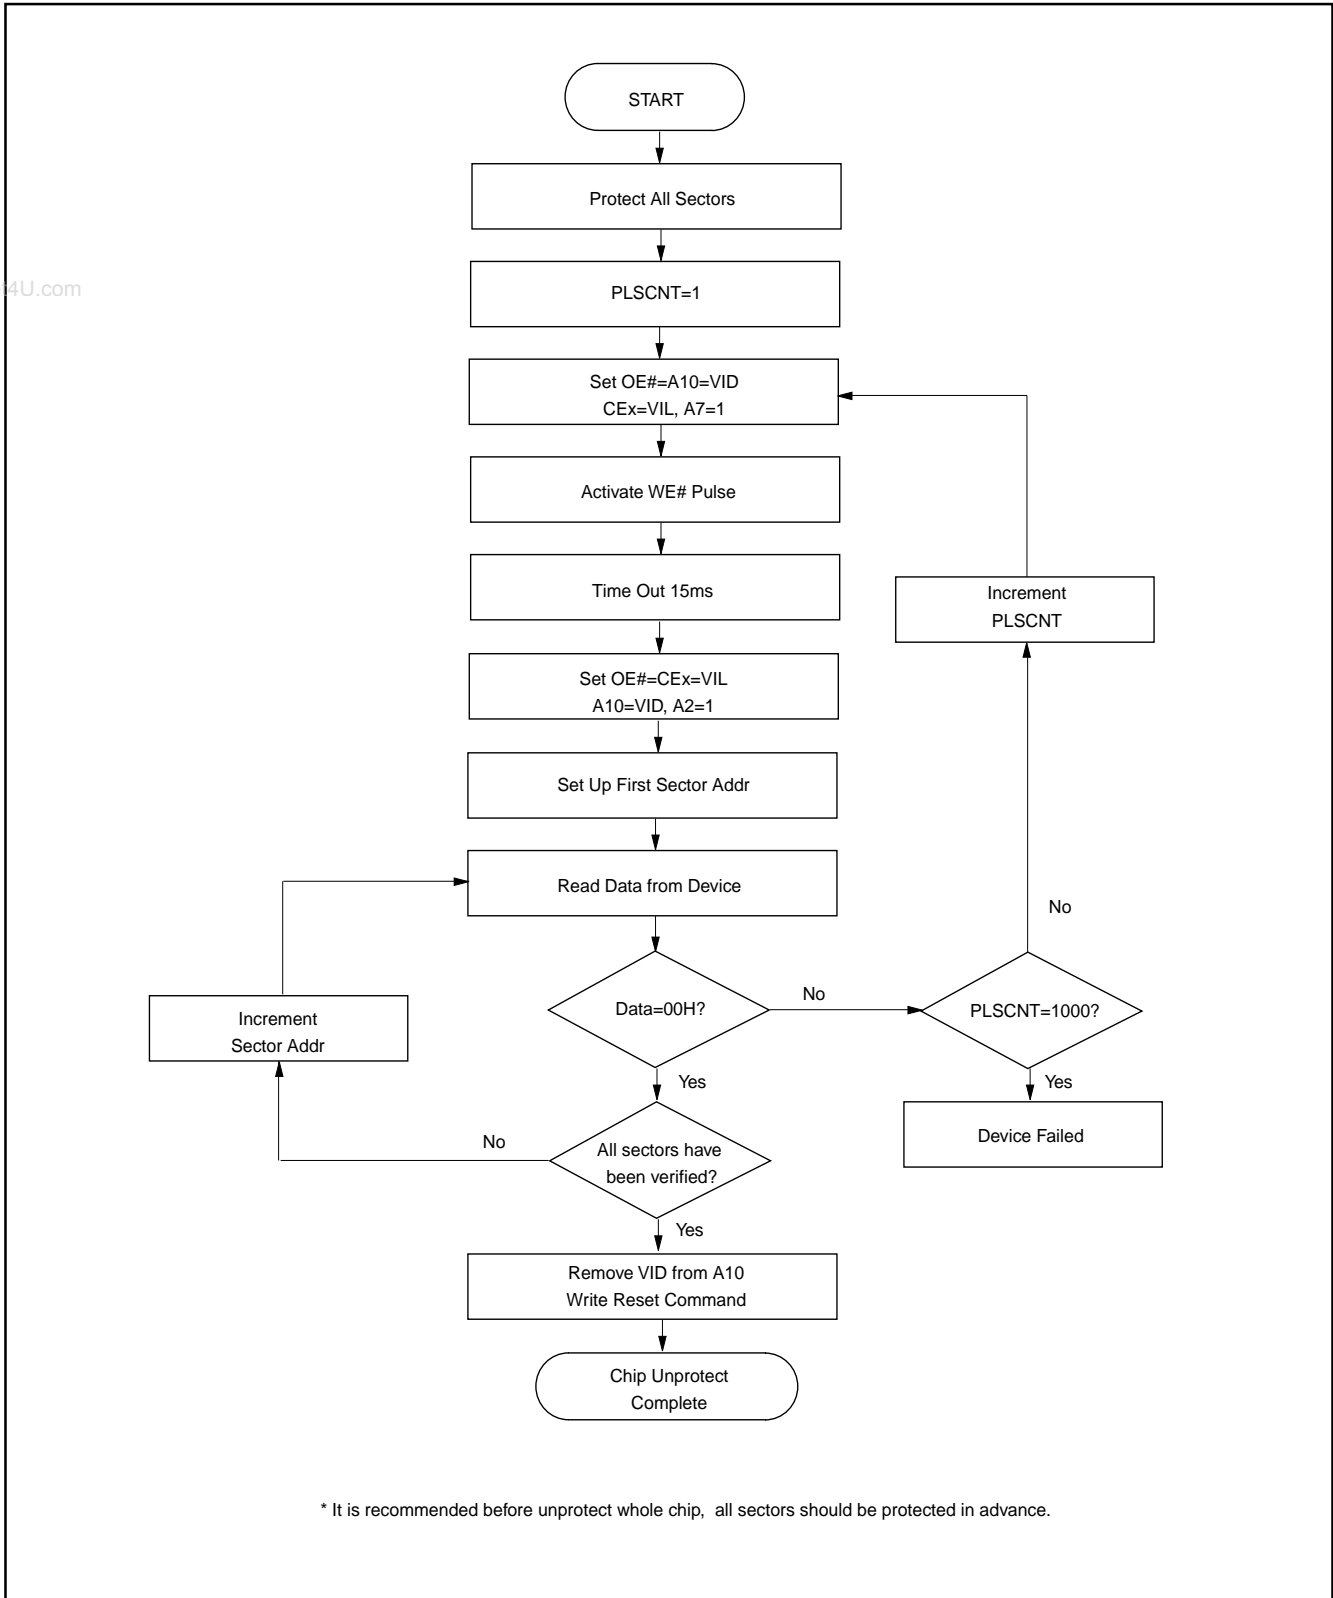 START
Protect All Sectors
4U.com
PLSCNT=1
Set OE#=A10=VID
CEx=VIL, A7=1
Activate WE# Pulse
Time Out 15ms
Increment
PLSCNT
Set OE#=CEx=VIL
A10=VID, A2=1
Set Up First Sector Addr
Read Data from Device
No
Data=00H?
No
PLSCNT=1000?
Increment
Sector Addr
Yes
Yes
Device Failed
No
All sectors have
been verified?
Yes
Remove VID from A10
Write Reset Command
Chip Unprotect
Complete
* It is recommended before unprotect whole chip, all sectors should be protected in advance.